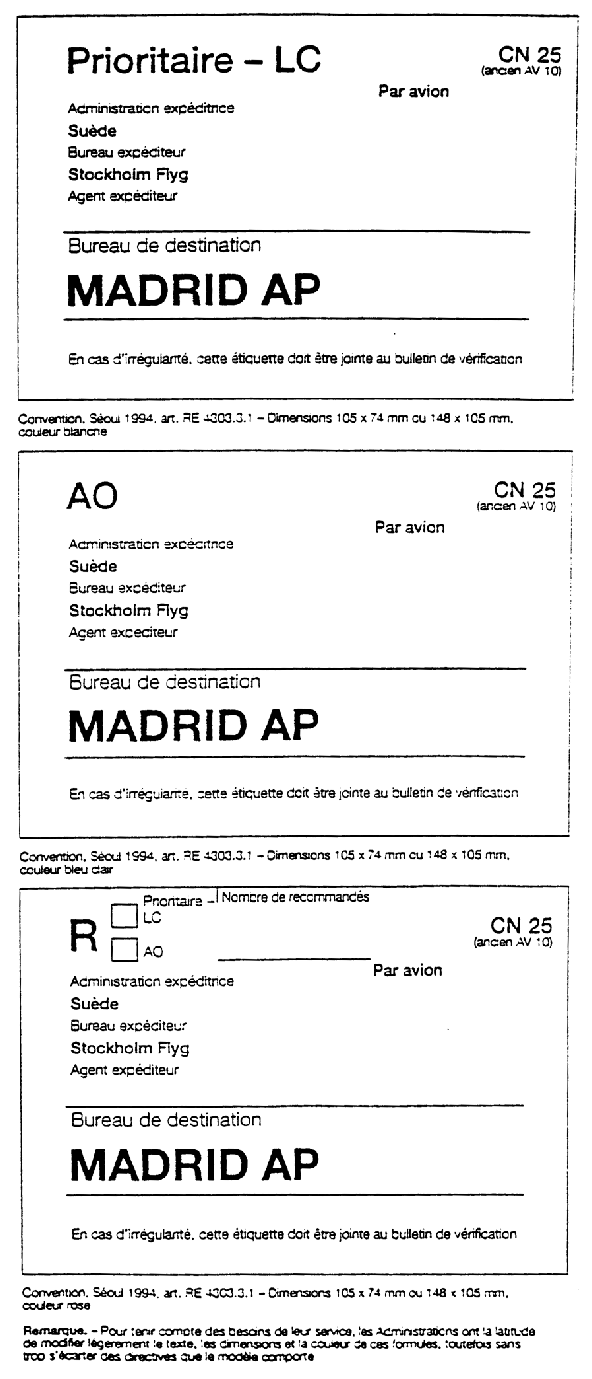 Prioritaire – LC
CN 25
(ancien AV 10)
Par avion
Administration expéditrice
Suède
Bureau expéditeur
Stockholm Flyg
Agent expéditeur
Bureau de destination
MADRID AP
En cas d'irrégularité, cette étiquette doit être jointe au bulletin de vérification
Convention, Séoul 1994, art. RE 4303.3.1 – Dimensions 105 x 74 mm ou 148 x 105 mm,
couleur blanche
AO
CN 25
(ancien AV 10)
Par avion
Administration expéditrice
Suède
Bureau expéditeur
Stockholm Flyg
Agent expéditeur
Bureau de destination
MADRID AP
En cas d'irrégularité, cette étiquette doit être jointe au bulletin de vérification
Convention, Séoul 1994, art. RE 4303.3.1 – Dimensions 105 x 74 mm ou 148 x 105 mm,
couleur bleu clair
R
Prioritaire –
LC
AO
Nombre de recommandés
CN 25
(ancien AV 10)
Par avion
Administration expéditrice
Suède
Bureau expéditeur
Stockholm Flyg
Agent expéditeur
Bureau de destination
MADRID AP
En cas d'irrégularité, cette étiquette doit être jointe au bulletin de vérification
Convention, Séoul 1994, art. RE 4303.3.1 – Dimensions 105 x 74 mm ou 148 x 105 mm,
couleur rose
Remarque. – Pour tenir compte des besoins de leur service, les Administrations ont la latitude
de modifier légèrement le texte, les dimensions et la couleur de ces formules, toutefois sans
trop s'écarter des directives que le modèle comporte